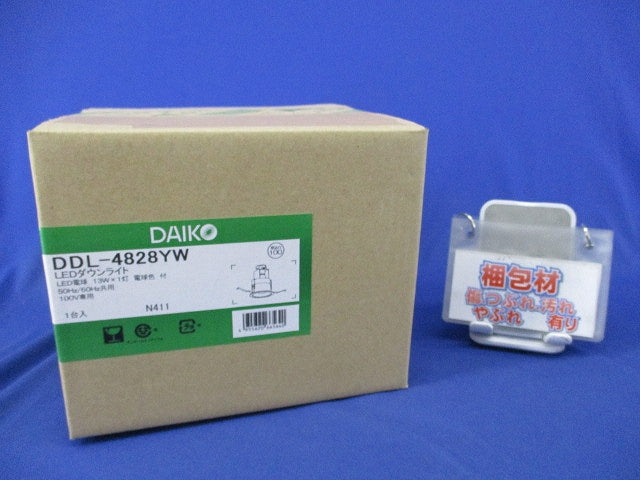 DAIKO
DDL-4828YW
LEDダウンライト
LED電球 13W×1灯 電球色 付
50Hz/60Hz共用
100V専用
1台入
N411
梱包材
傷つぶれ汚れ
やぶれ 有り